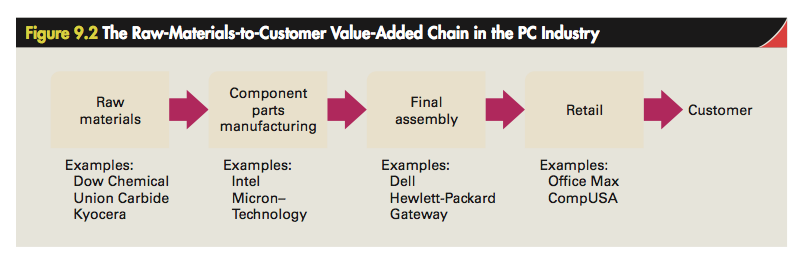 Figure 9.2 The Raw-Materials-to-Customer Value-Added Chain in the PC Industry
Raw
materials
Component
parts
manufacturing
Final
assembly
Retail
Customer
Examples:
Dow Chemical
Union Carbide
Kyocera
Examples:
Intel
Micron–
Technology
Examples:
Dell
Hewlett-Packard
Gateway
Examples:
Office Max
CompUSA